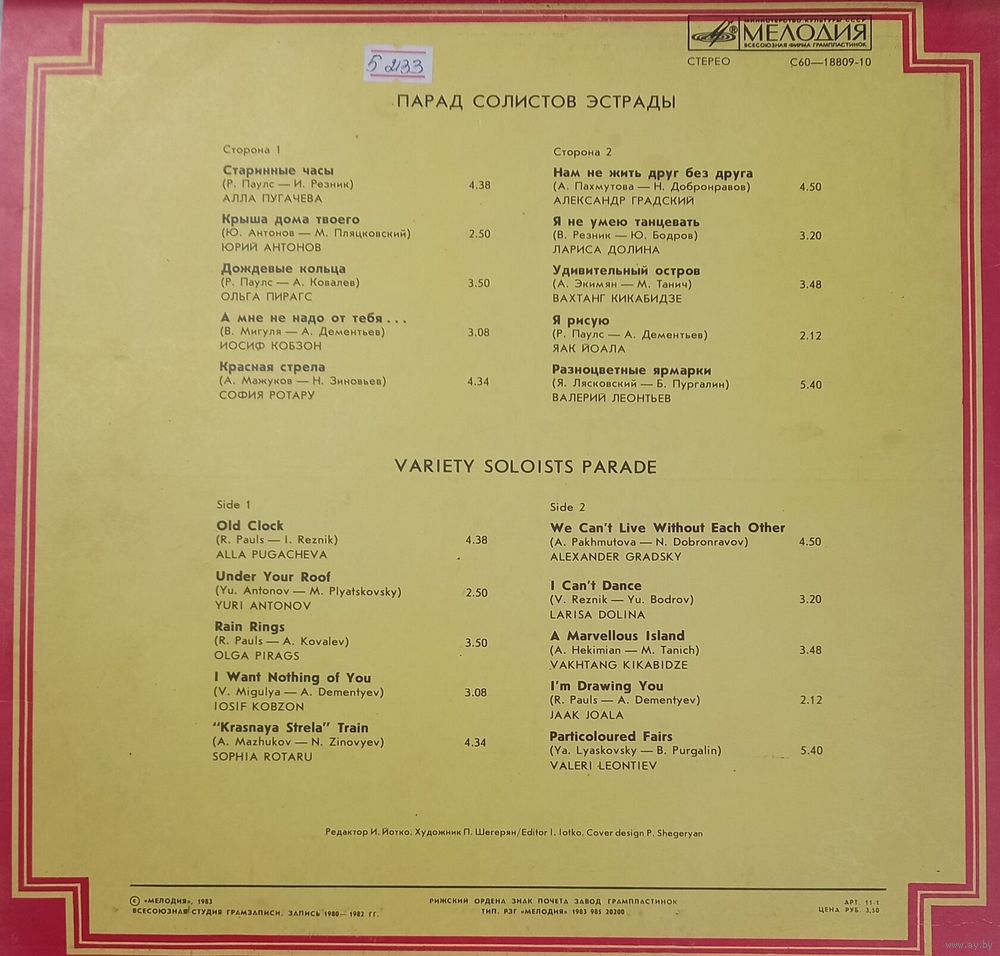 МИНИСТЕРСТВО КУЛЬТУРЫ СССР
МЕЛОДИЯ
ВСЕСОЮЗНАЯ ФИРМА ГРАМПЛАСТИНОК
СТЕРЕО С60—18809-10
5 2133
ПАРАД СОЛИСТОВ ЭСТРАДЫ
Сторона 1
Старинные часы
(Р. Паулс — И. Резник) 4.38
АЛЛА ПУГАЧЕВА
Крыша дома твоего
(Ю. Антонов — М. Пляцковский) 2.50
ЮРИЙ АНТОНОВ
Дождевые кольца
(Р. Паулс — А. Ковалев) 3.50
ОЛЬГА ПИРАГС
А мне не надо от тебя . . .
(В. Мигуля — А. Дементьев) 3.08
ИОСИФ КОБЗОН
Красная стрела
(А. Мажуков — Н. Зиновьев) 4.34
СОФИЯ РОТАРУ
Сторона 2
Нам не жить друг без друга
(А. Пахмутова — Н. Добронравов) 4.50
АЛЕКСАНДР ГРАДСКИЙ
Я не умею танцевать
(В. Резник — Ю. Бодров) 3.20
ЛАРИСА ДОЛИНА
Удивительный остров
(А. Экимян — М. Танич) 3.48
ВАХТАНГ КИКАБИДЗЕ
Я рисую
(Р. Паулс — А. Дементьев) 2.12
ЯАК ЙОАЛА
Разноцветные ярмарки
(Я. Лясковский — Б. Пургалин) 5.40
ВАЛЕРИЙ ЛЕОНТЬЕВ
VARIETY SOLOISTS PARADE
Side 1
Old Clock
(R. Pauls — I. Reznik) 4.38
ALLA PUGACHEVA
Under Your Roof
(Yu. Antonov — M. Plyatskovsky) 2.50
YURI ANTONOV
Rain Rings
(R. Pauls — A. Kovalev) 3.50
OLGA PIRAGS
I Want Nothing of You
(V. Migulya — A. Dementyev) 3.08
IOSIF KOBZON
“Krasnaya Strela” Train
(A. Mazhukov — N. Zinovyev) 4.34
SOPHIA ROTARU
Side 2
We Can't Live Without Each Other
(A. Pakhmutova — N. Dobronravov) 4.50
ALEXANDER GRADSKY
I Can't Dance
(V. Reznik — Yu. Bodrov) 3.20
LARISA DOLINA
A Marvellous Island
(A. Hekimian — M. Tanich) 3.48
VAKHTANG KIKABIDZE
I'm Drawing You
(R. Pauls — A. Dementyev) 2.12
JAAK JOALA
Particoloured Fairs
(Ya. Lyaskovsky — B. Purgalin) 5.40
VALERI LEONTIEV
Редактор И. Йотко. Художник П. Шегерян/Editor I. Iotko. Cover design P. Shegeryan
© «МЕЛОДИЯ», 1983
ВСЕСОЮЗНАЯ СТУДИЯ ГРАМЗАПИСИ. ЗАПИСЬ 1980—1982 ГГ.
РИЖСКИЙ ОРДЕНА ЗНАК ПОЧЕТА ЗАВОД ГРАМПЛАСТИНОК
ТИП. РЗГ «МЕЛОДИЯ» 1983 985 20200
АРТ. 11-1
ЦЕНА РУБ. 3,50
www.ay.by